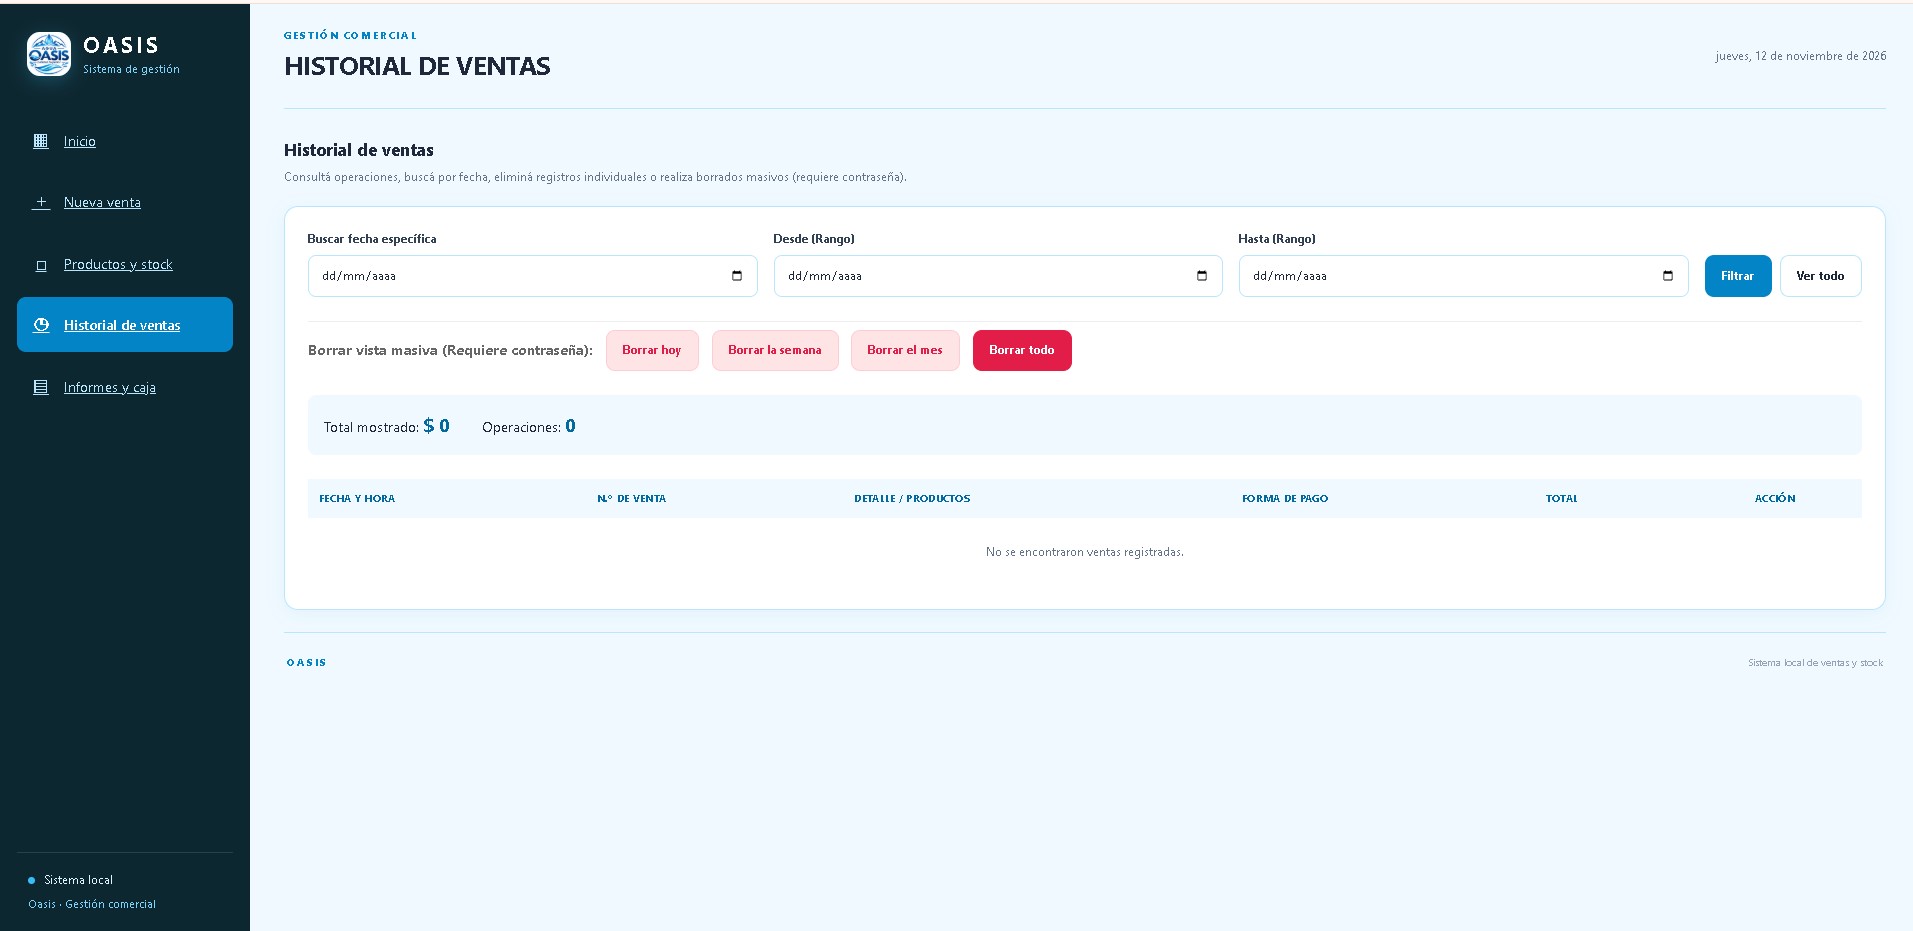 OASIS
Sistema de gestión
Inicio
Nueva venta
Productos y stock
Historial de ventas
Informes y caja
Sistema local
Oasis · Gestión comercial
GESTIÓN COMERCIAL
HISTORIAL DE VENTAS
jueves, 12 de noviembre de 2026
Historial de ventas
Consultá operaciones, buscá por fecha, eliminá registros individuales o realiza borrados masivos (requiere contraseña).
Buscar fecha específica Desde (Rango) Hasta (Rango)
dd/mm/aaaa dd/mm/aaaa dd/mm/aaaa Filtrar Ver todo
Borrar vista masiva (Requiere contraseña): Borrar hoy Borrar la semana Borrar el mes Borrar todo
Total mostrado: $ 0 Operaciones: 0
FECHA Y HORA N.º DE VENTA DETALLE / PRODUCTOS FORMA DE PAGO TOTAL ACCIÓN
No se encontraron ventas registradas.
OASIS Sistema local de ventas y stock